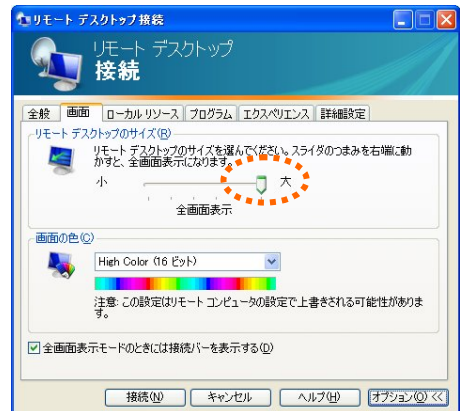 リモート デスクトップ接続
リモート デスクトップ
接続
全般 画面 ローカル リソース プログラム エクスペリエンス 詳細設定
リモート デスクトップのサイズ(R)
リモート デスクトップのサイズを選んでください。スライダのつまみを右端に動
かすと、全画面表示になります。
小 大
全画面表示
画面の色(C)
High Color (16 ビット)
注意: この設定はリモート コンピュータの設定で上書きされる可能性がありま
す。
全画面表示モードのときには接続バーを表示する(D)
接続(N) キャンセル ヘルプ(H) オプション(O) <<